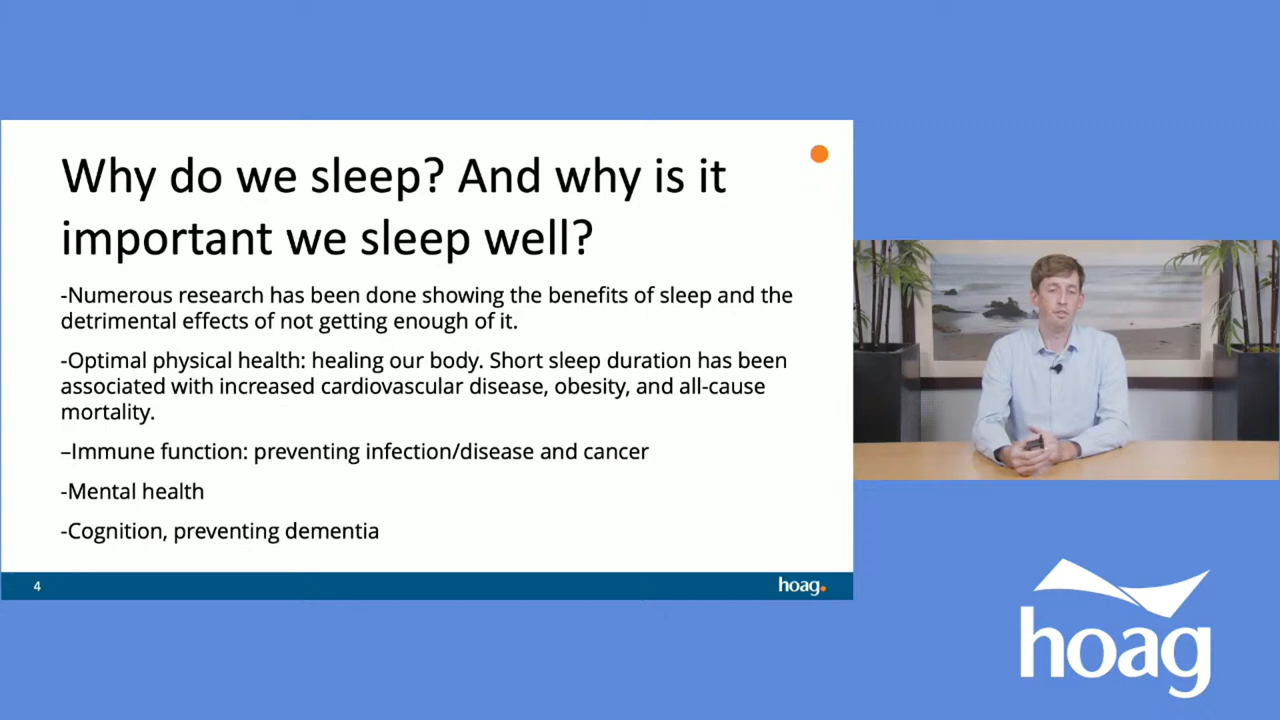 Why do we sleep? And why is it
important we sleep well?
-Numerous research has been done showing the benefits of sleep and the
detrimental effects of not getting enough of it.
-Optimal physical health: healing our body. Short sleep duration has been
associated with increased cardiovascular disease, obesity, and all-cause
mortality.
–Immune function: preventing infection/disease and cancer
-Mental health
-Cognition, preventing dementia
4
hoag.
hoag